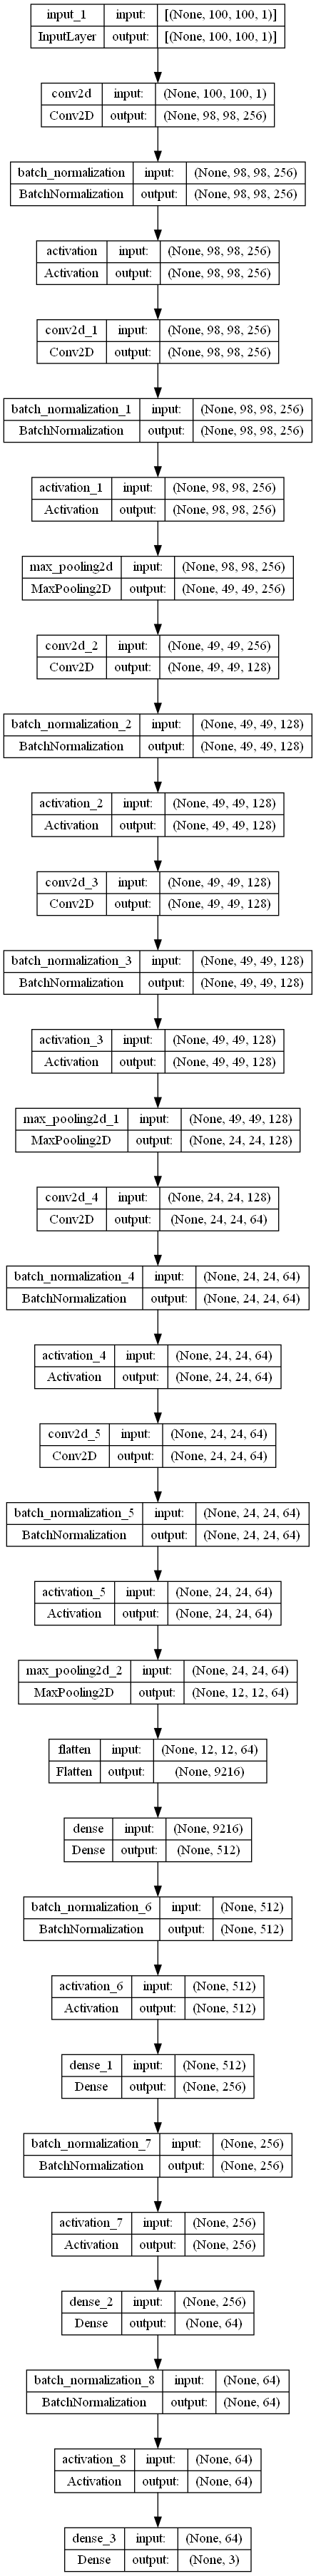 input_1 input: [(None, 100, 100, 1)]
InputLayer output: [(None, 100, 100, 1)]
conv2d input: (None, 100, 100, 1)
Conv2D output: (None, 98, 98, 256)
batch_normalization input: (None, 98, 98, 256)
BatchNormalization output: (None, 98, 98, 256)
activation input: (None, 98, 98, 256)
Activation output: (None, 98, 98, 256)
conv2d_1 input: (None, 98, 98, 256)
Conv2D output: (None, 98, 98, 256)
batch_normalization_1 input: (None, 98, 98, 256)
BatchNormalization output: (None, 98, 98, 256)
activation_1 input: (None, 98, 98, 256)
Activation output: (None, 98, 98, 256)
max_pooling2d input: (None, 98, 98, 256)
MaxPooling2D output: (None, 49, 49, 256)
conv2d_2 input: (None, 49, 49, 256)
Conv2D output: (None, 49, 49, 128)
batch_normalization_2 input: (None, 49, 49, 128)
BatchNormalization output: (None, 49, 49, 128)
activation_2 input: (None, 49, 49, 128)
Activation output: (None, 49, 49, 128)
conv2d_3 input: (None, 49, 49, 128)
Conv2D output: (None, 49, 49, 128)
batch_normalization_3 input: (None, 49, 49, 128)
BatchNormalization output: (None, 49, 49, 128)
activation_3 input: (None, 49, 49, 128)
Activation output: (None, 49, 49, 128)
max_pooling2d_1 input: (None, 49, 49, 128)
MaxPooling2D output: (None, 24, 24, 128)
conv2d_4 input: (None, 24, 24, 128)
Conv2D output: (None, 24, 24, 64)
batch_normalization_4 input: (None, 24, 24, 64)
BatchNormalization output: (None, 24, 24, 64)
activation_4 input: (None, 24, 24, 64)
Activation output: (None, 24, 24, 64)
conv2d_5 input: (None, 24, 24, 64)
Conv2D output: (None, 24, 24, 64)
batch_normalization_5 input: (None, 24, 24, 64)
BatchNormalization output: (None, 24, 24, 64)
activation_5 input: (None, 24, 24, 64)
Activation output: (None, 24, 24, 64)
max_pooling2d_2 input: (None, 24, 24, 64)
MaxPooling2D output: (None, 12, 12, 64)
flatten input: (None, 12, 12, 64)
Flatten output: (None, 9216)
dense input: (None, 9216)
Dense output: (None, 512)
batch_normalization_6 input: (None, 512)
BatchNormalization output: (None, 512)
activation_6 input: (None, 512)
Activation output: (None, 512)
dense_1 input: (None, 512)
Dense output: (None, 256)
batch_normalization_7 input: (None, 256)
BatchNormalization output: (None, 256)
activation_7 input: (None, 256)
Activation output: (None, 256)
dense_2 input: (None, 256)
Dense output: (None, 64)
batch_normalization_8 input: (None, 64)
BatchNormalization output: (None, 64)
activation_8 input: (None, 64)
Activation output: (None, 64)
dense_3 input: (None, 64)
Dense output: (None, 3)